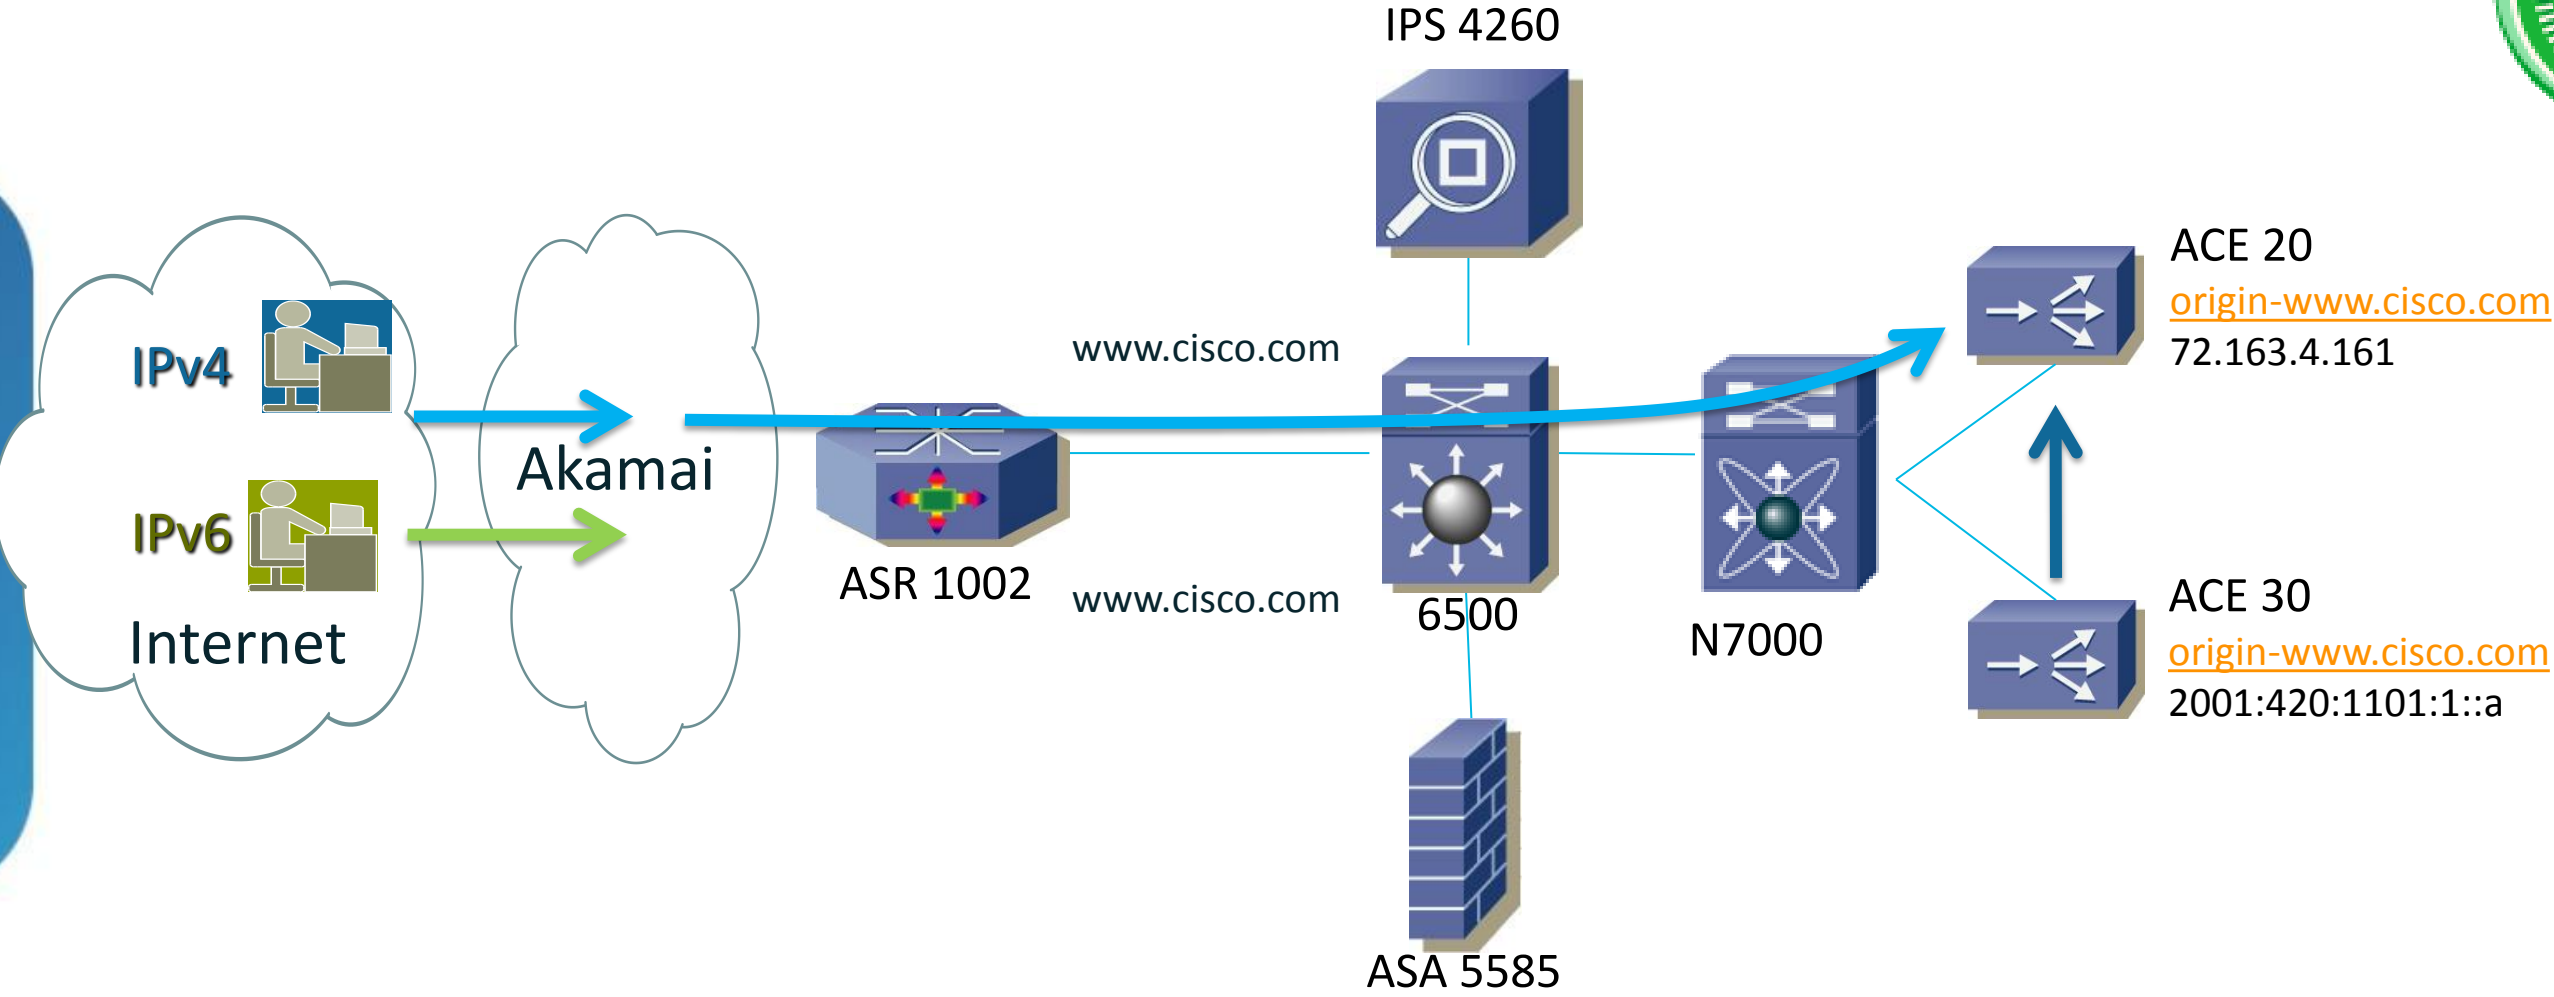 IPS 4260
IPv4
IPv6
Internet
Akamai
www.cisco.com
www.cisco.com
ASR 1002
6500
N7000
ASA 5585
ACE 20
origin-www.cisco.com
72.163.4.161
ACE 30
origin-www.cisco.com
2001:420:1101:1::a